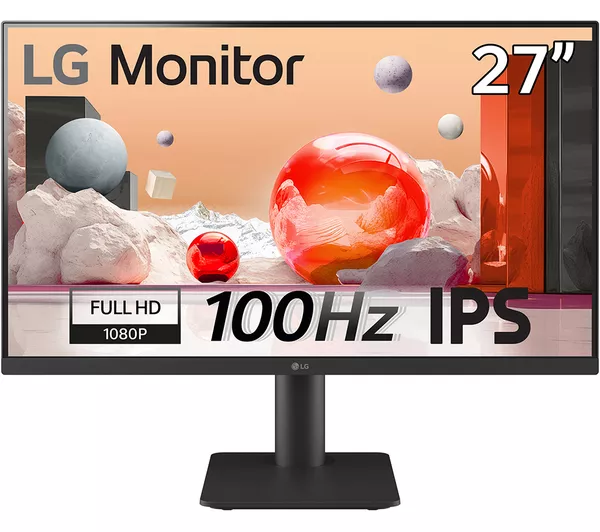 LG Monitor
27”
FULL HD
1080P
100Hz IPS
LG